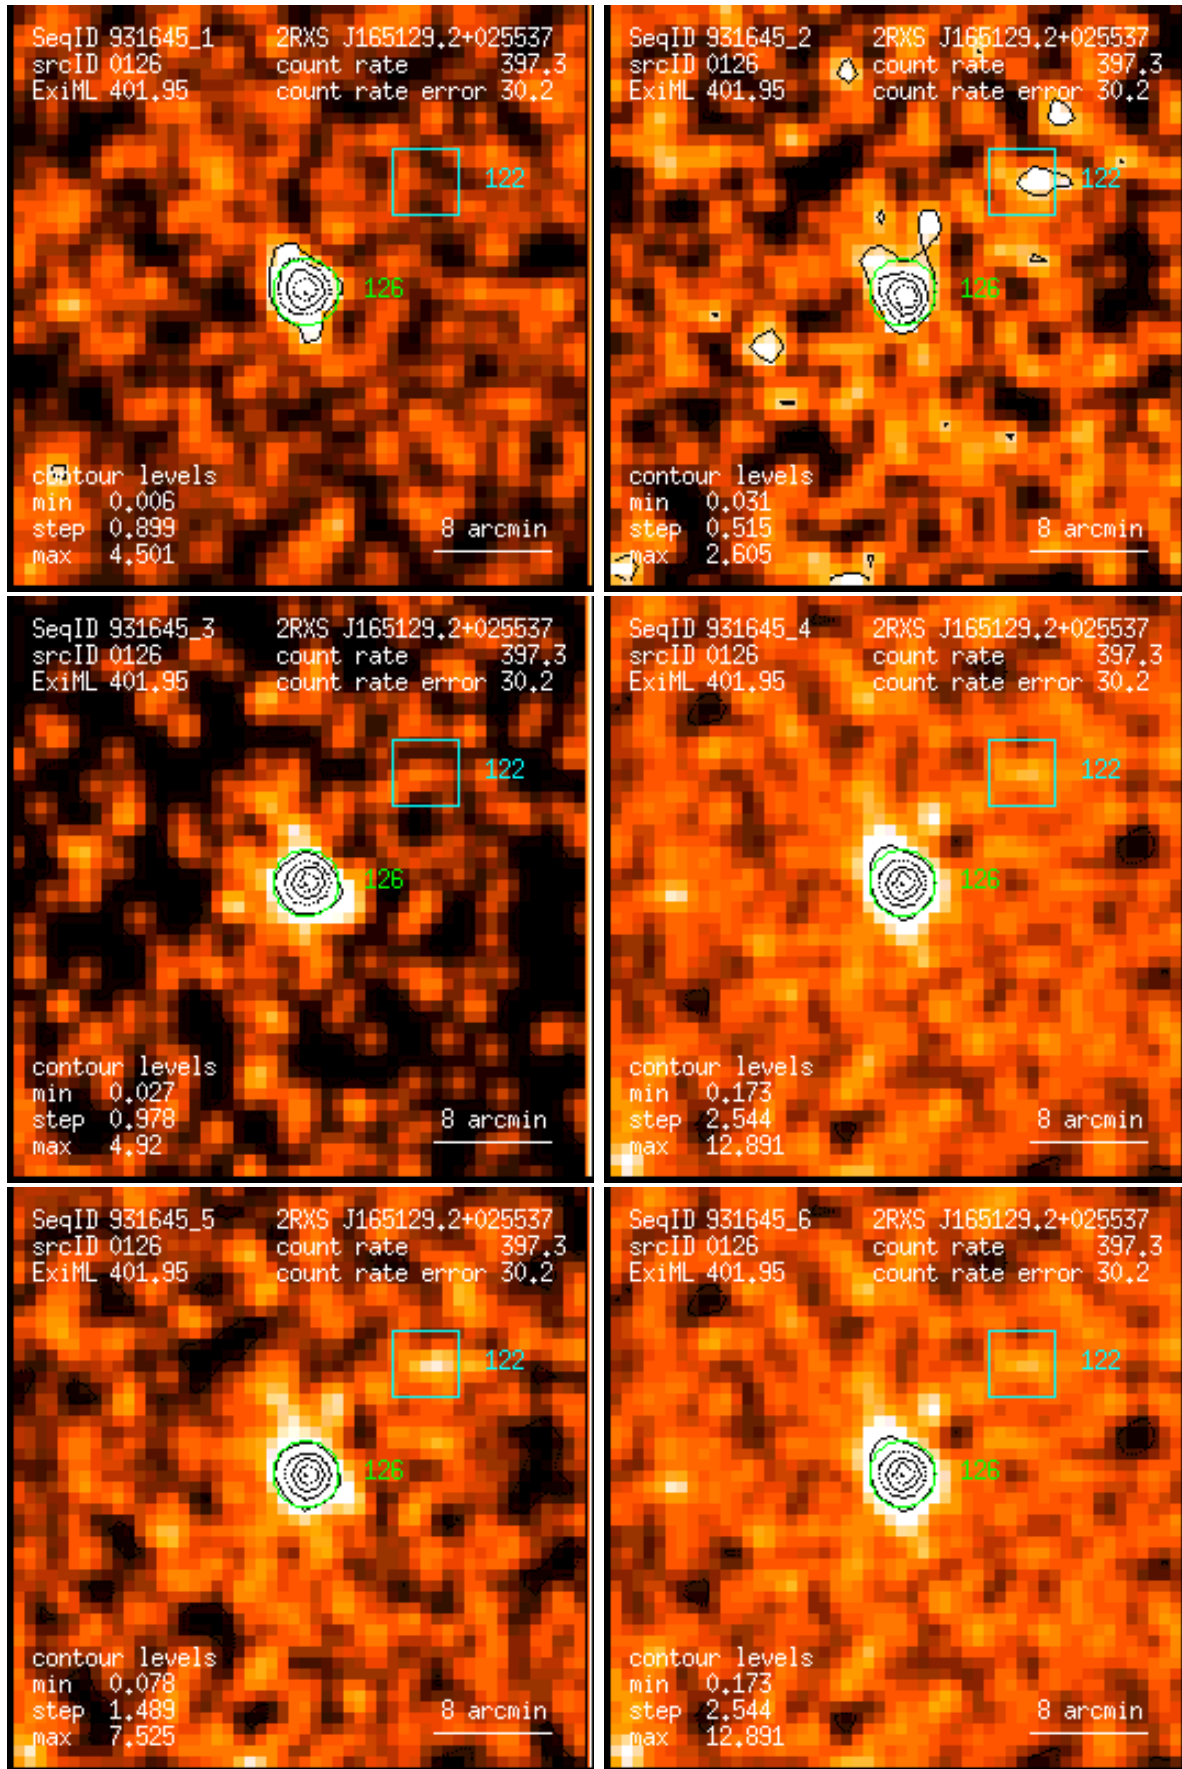 SeqID 931645_1 2RXS J165129.2+025537
srcID 0126 count rate 397.3
ExiML 401.95 count rate error 30.2
122
126
contour levels
min 0.006
step 0.899 8 arcmin
max 4.501
SeqID 931645_2 2RXS J165129.2+025537
srcID 0126 count rate 397.3
ExiML 401.95 count rate error 30.2
122
126
contour levels
min 0.031
step 0.515 8 arcmin
max 2.605
SeqID 931645_3 2RXS J165129.2+025537
srcID 0126 count rate 397.3
ExiML 401.95 count rate error 30.2
122
126
contour levels
min 0.027
step 0.978 8 arcmin
max 4.92
SeqID 931645_4 2RXS J165129.2+025537
srcID 0126 count rate 397.3
ExiML 401.95 count rate error 30.2
122
126
contour levels
min 0.173
step 2.544 8 arcmin
max 12.891
SeqID 931645_5 2RXS J165129.2+025537
srcID 0126 count rate 397.3
ExiML 401.95 count rate error 30.2
122
126
contour levels
min 0.078
step 1.489 8 arcmin
max 7.525
SeqID 931645_6 2RXS J165129.2+025537
srcID 0126 count rate 397.3
ExiML 401.95 count rate error 30.2
122
126
contour levels
min 0.173
step 2.544 8 arcmin
max 12.891